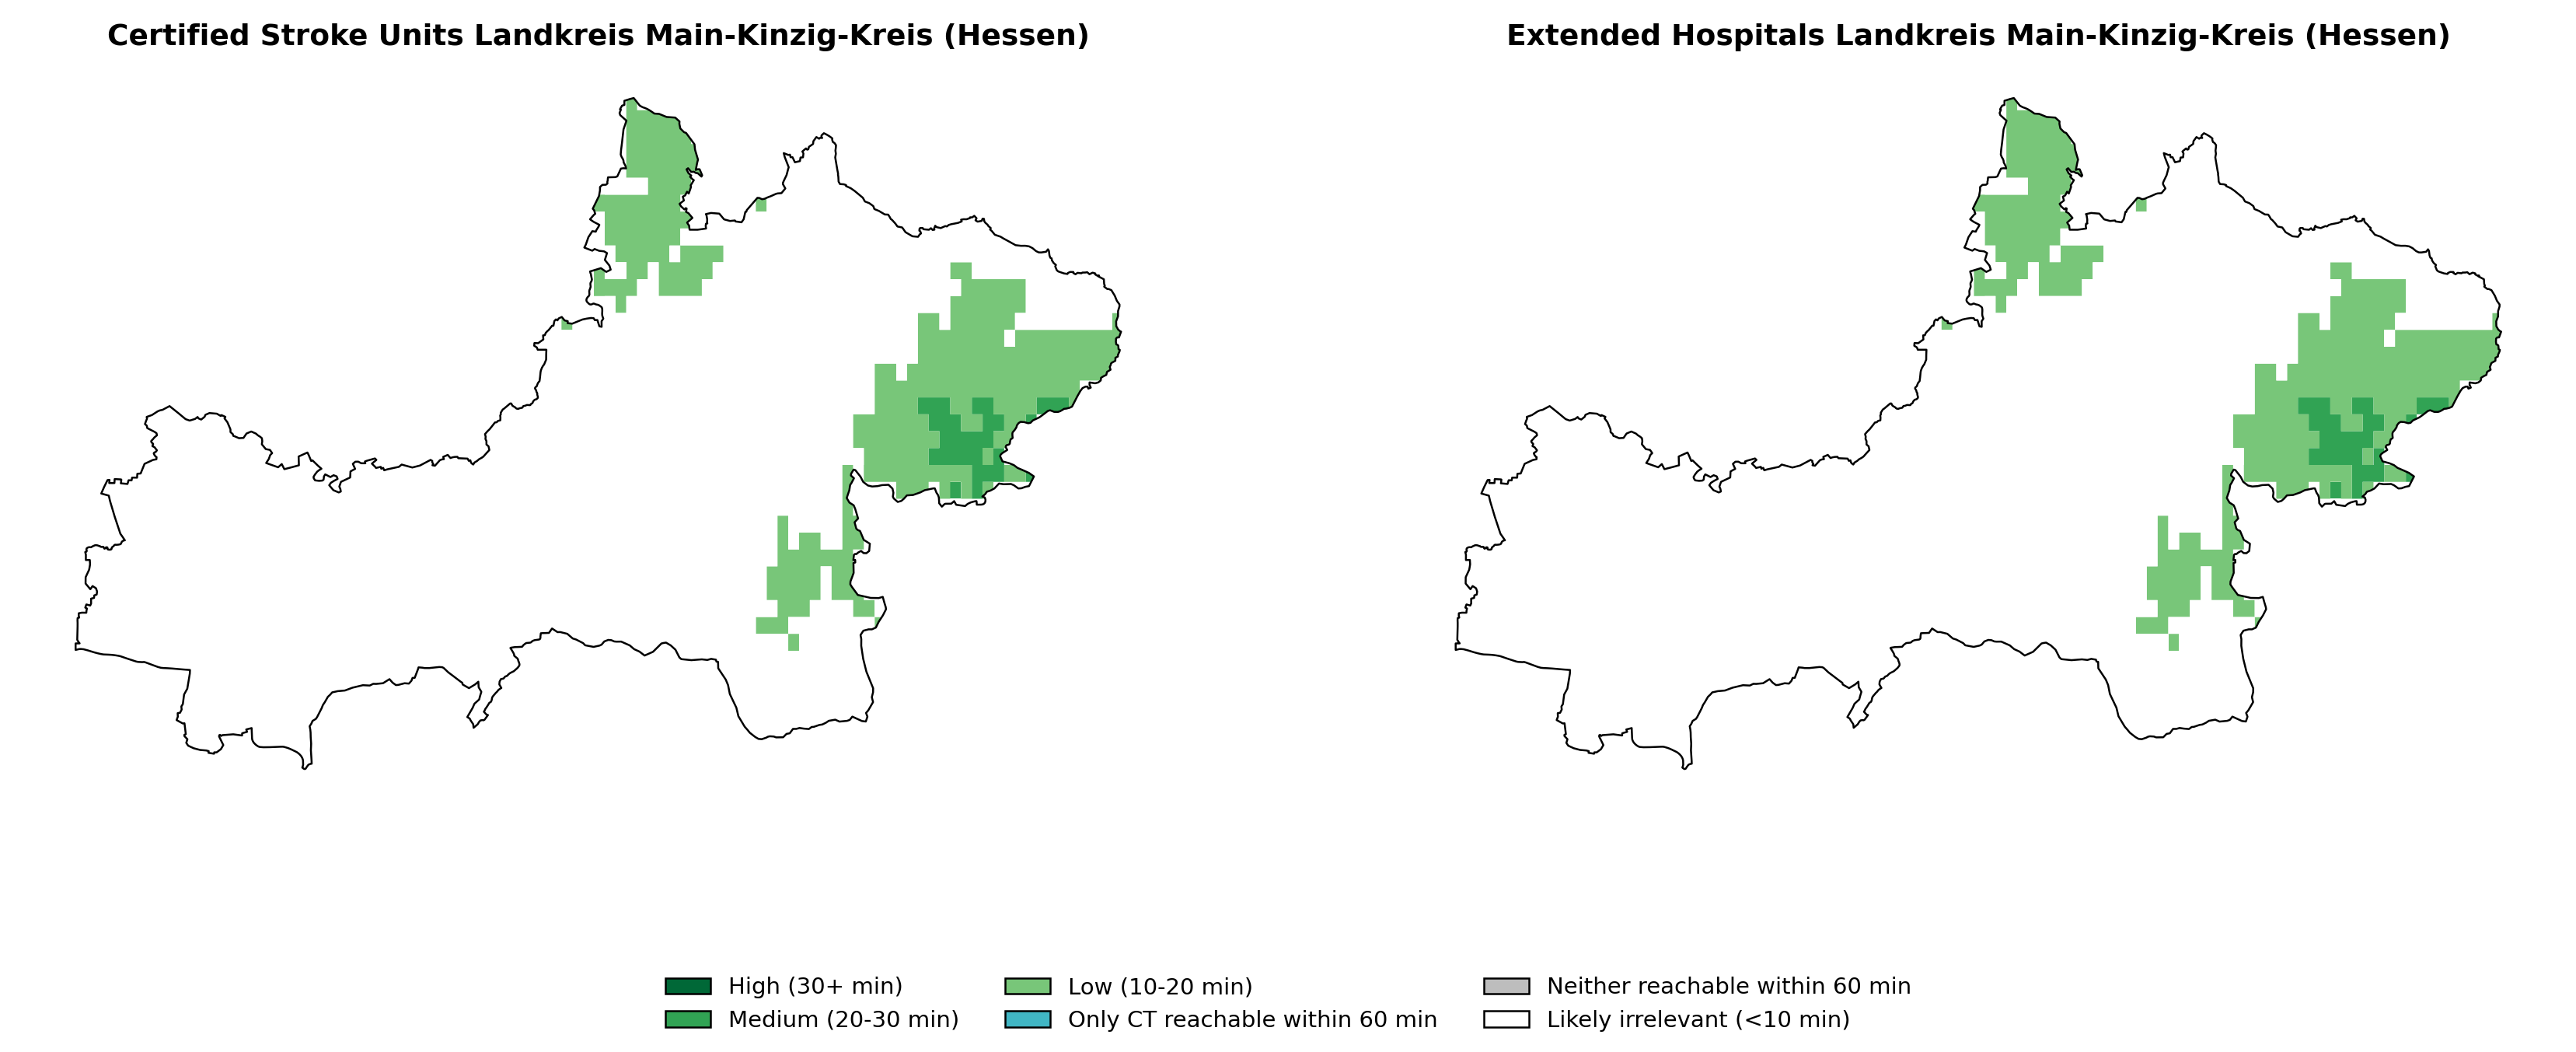 Certified Stroke Units Landkreis Main-Kinzig-Kreis (Hessen)
Extended Hospitals Landkreis Main-Kinzig-Kreis (Hessen)
High (30+ min)
Medium (20-30 min)
Low (10-20 min)
Only CT reachable within 60 min
Neither reachable within 60 min
Likely irrelevant (<10 min)